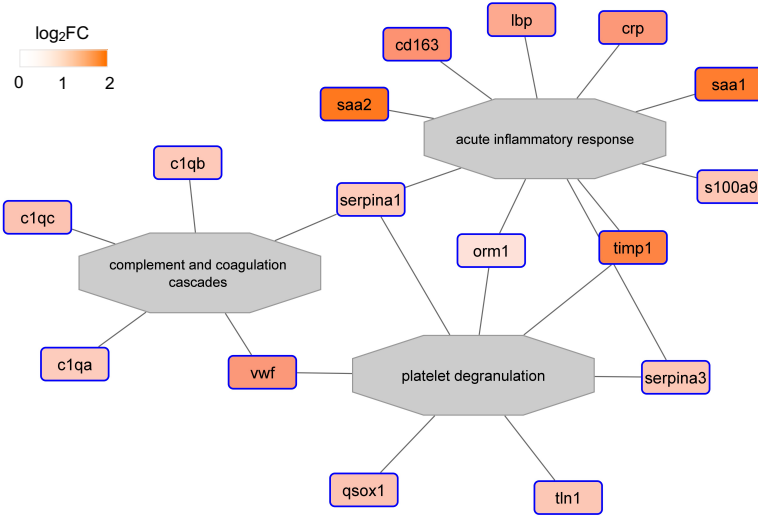 log₂FC
0 1 2
lbp
crp
cd163
saa1
saa2
acute inflammatory response
c1qb
s100a9
serpina1
c1qc
orm1
timp1
complement and coagulation
cascades
c1qa
vwf
platelet degranulation
serpina3
qsox1
tln1